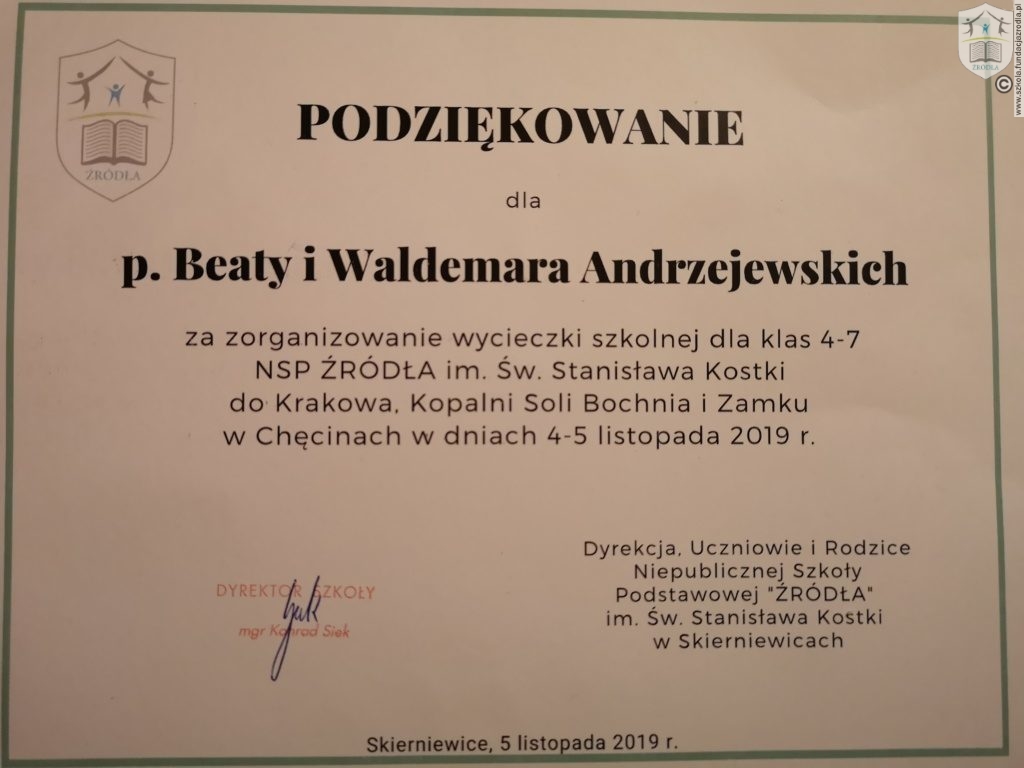 ŹRÓDŁA
PODZIĘKOWANIE
dla
p. Beaty i Waldemara Andrzejewskich
za zorganizowanie wycieczki szkolnej dla klas 4-7
NSP ŹRÓDŁA im. Św. Stanisława Kostki
do Krakowa, Kopalni Soli Bochnia i Zamku
w Chęcinach w dniach 4-5 listopada 2019 r.
DYREKTOR SZKOŁY
mgr Konrad Siek
Dyrekcja, Uczniowie i Rodzice
Niepublicznej Szkoły
Podstawowej "ŹRÓDŁA"
im. Św. Stanisława Kostki
w Skierniewicach
Skierniewice, 5 listopada 2019 r.
ŹRÓDŁA
© www.szkola.fundacjazrodla.pl